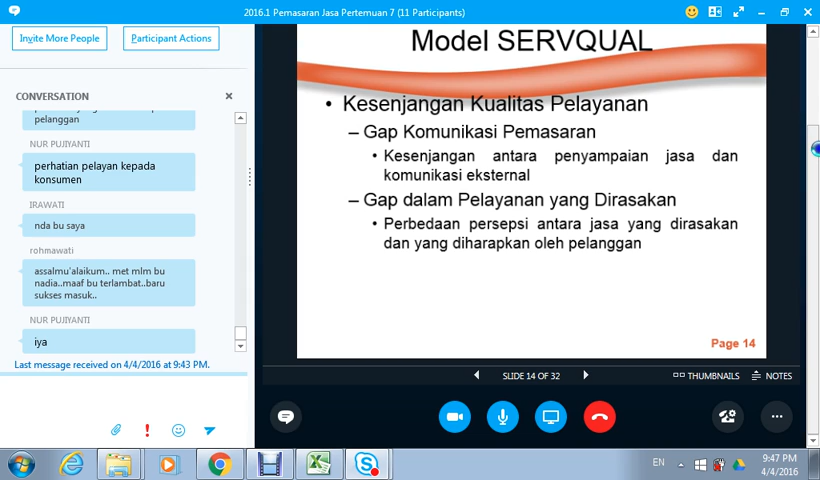 2016.1 Pemasaran Jasa Pertemuan 7 (11 Participants)
Invite More People
Participant Actions
CONVERSATION
pelanggan
NUR PUJIYANTI
perhatian pelayan kepada
konsumen
IRAWATI
nda bu saya
rohmawati
assalmu'alaikum.. met mlm bu
nadia..maaf bu terlambat..baru
sukses masuk..
NUR PUJIYANTI
iya
Last message received on 4/4/2016 at 9:43 PM.
Model SERVQUAL
• Kesenjangan Kualitas Pelayanan
– Gap Komunikasi Pemasaran
• Kesenjangan antara penyampaian jasa dan
komunikasi eksternal
– Gap dalam Pelayanan yang Dirasakan
• Perbedaan persepsi antara jasa yang dirasakan
dan yang diharapkan oleh pelanggan
Page 14
SLIDE 14 OF 32
THUMBNAILS
NOTES
EN
9:47 PM
4/4/2016